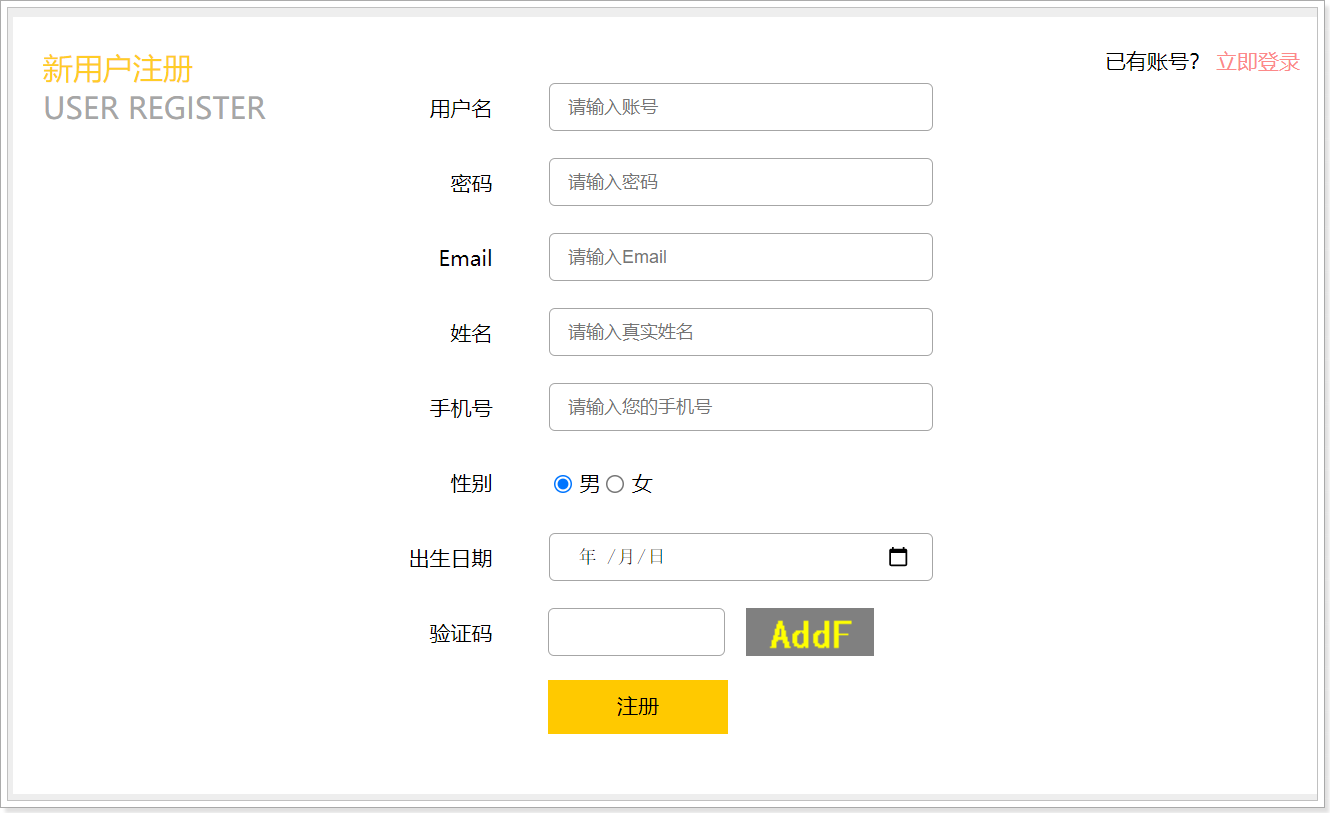 新用户注册
USER REGISTER
已有账号? 立即登录
用户名 请输入账号
密码 请输入密码
Email 请输入Email
姓名 请输入真实姓名
手机号 请输入您的手机号
性别 男 女
出生日期 年 /月/日
验证码 AddF
注册